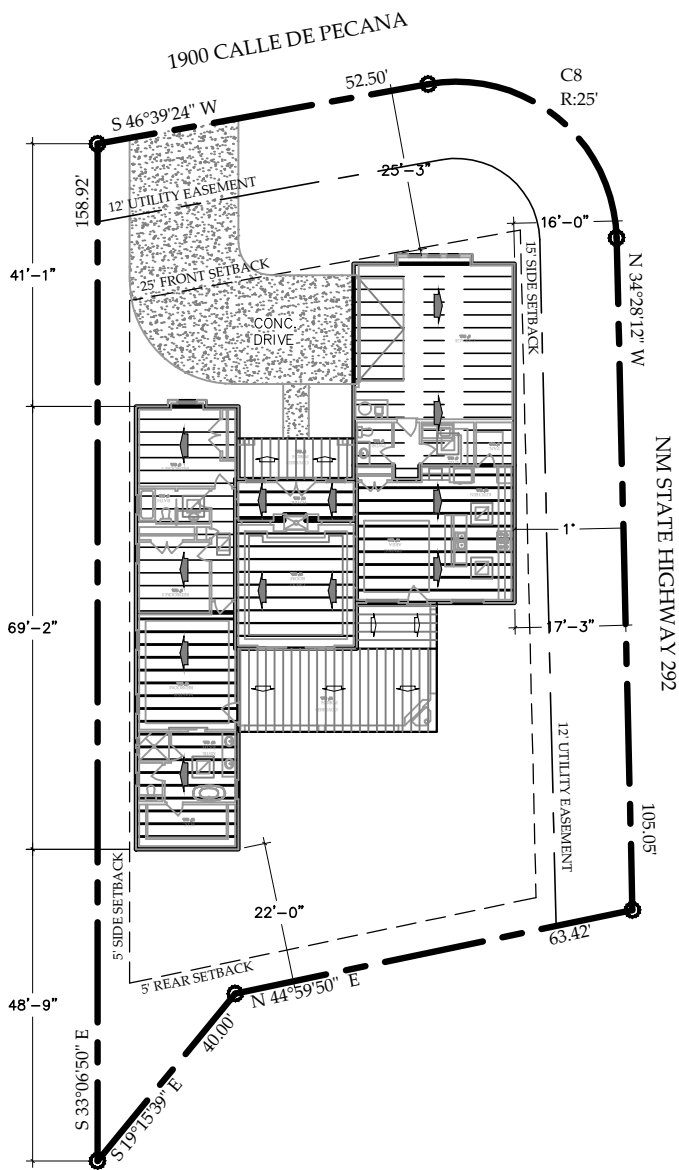 1900 CALLE DE PECANA
S 46°39'24" W
52.50'
C8
R:25'
158.92'
12' UTILITY EASEMENT
25'-3"
16'-0"
15' SIDE SETBACK
N 34°28'12" W
25' FRONT SETBACK
41'-1"
CONC.
DRIVE
NM STATE HIGHWAY 292
1"
69'-2"
17'-3"
12' UTILITY EASEMENT
105.05'
5' SIDE SETBACK
22'-0"
63.42'
5' REAR SETBACK
N 44°59'50" E
48'-9"
40.00'
S 33°06'50" E
S 19°15'39" E